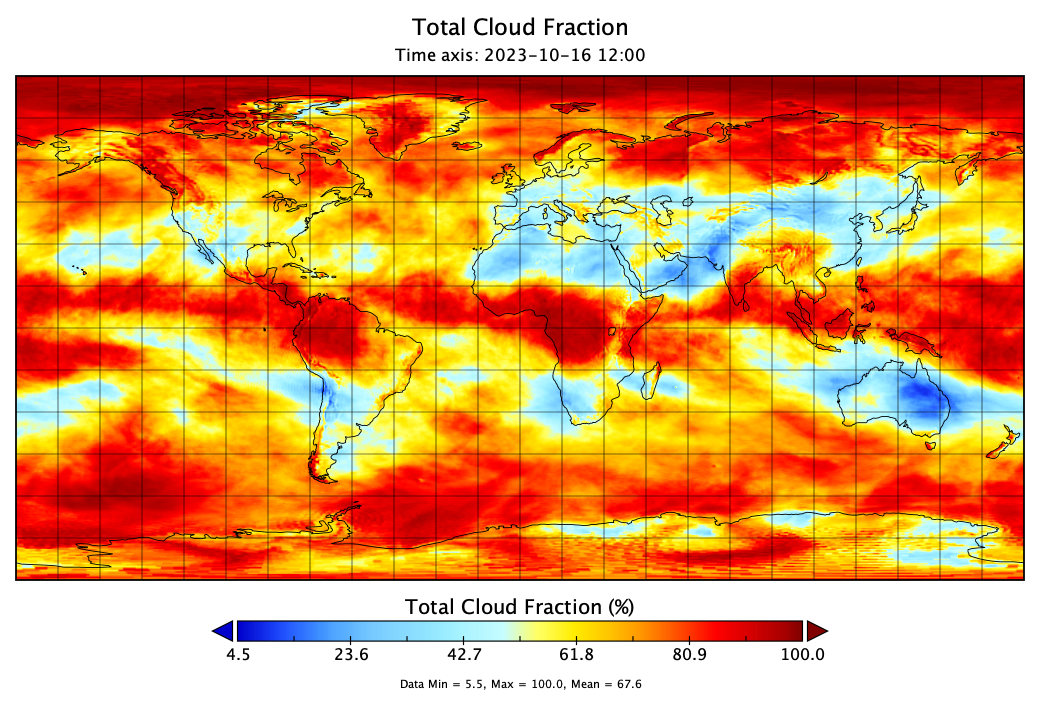 Total Cloud Fraction
Time axis: 2023-10-16 12:00
Total Cloud Fraction (%)
4.5 23.6 42.7 61.8 80.9 100.0
Data Min = 5.5, Max = 100.0, Mean = 67.6